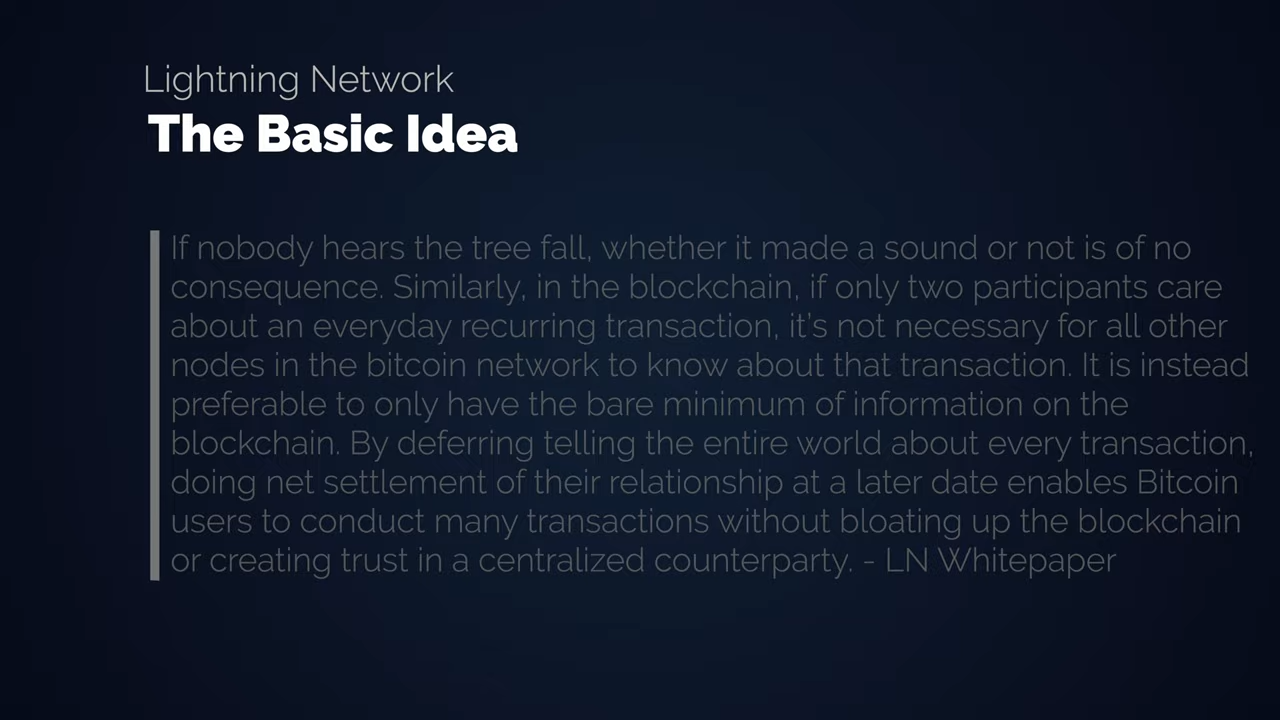 Lightning Network
The Basic Idea
If nobody hears the tree fall, whether it made a sound or not is of no
consequence. Similarly, in the blockchain, if only two participants care
about an everyday recurring transaction, it’s not necessary for all other
nodes in the bitcoin network to know about that transaction. It is instead
preferable to only have the bare minimum of information on the
blockchain. By deferring telling the entire world about every transaction,
doing net settlement of their relationship at a later date enables Bitcoin
users to conduct many transactions without bloating up the blockchain
or creating trust in a centralized counterparty. - LN Whitepaper